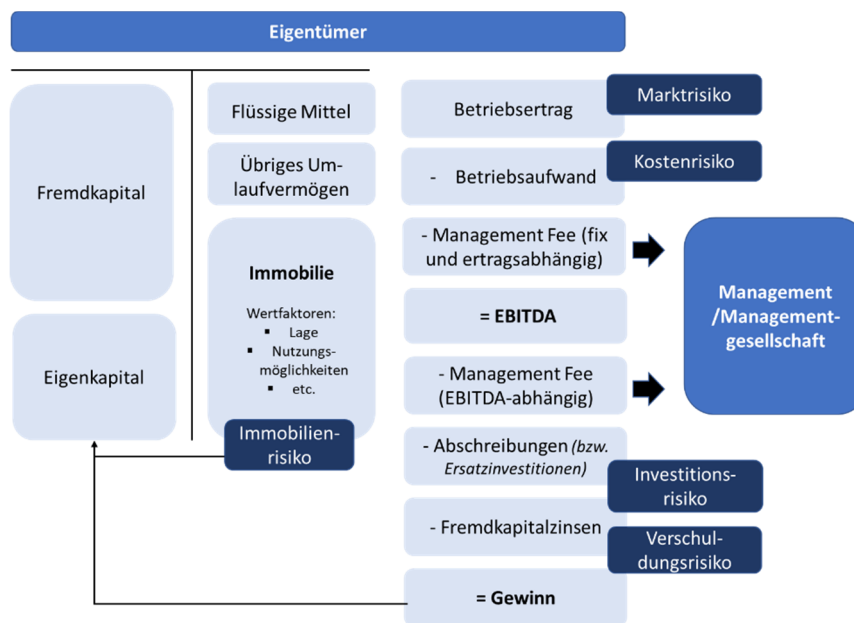 Eigentümer
Fremdkapital
Eigenkapital
Flüssige Mittel
Übriges Um-
laufvermögen
Immobilie
Wertfaktoren:
▪ Lage
▪ Nutzungs-
möglichkeiten
▪ etc.
Immobilien-
risiko
Betriebsertrag
Marktrisiko
- Betriebsaufwand
Kostenrisiko
- Management Fee (fix
und ertragsabhängig)
= EBITDA
- Management Fee
(EBITDA-abhängig)
Management
/Management-
gesellschaft
- Abschreibungen (bzw.
Ersatzinvestitionen)
Investitions-
risiko
- Fremdkapitalzinsen
Verschul-
dungsrisiko
= Gewinn